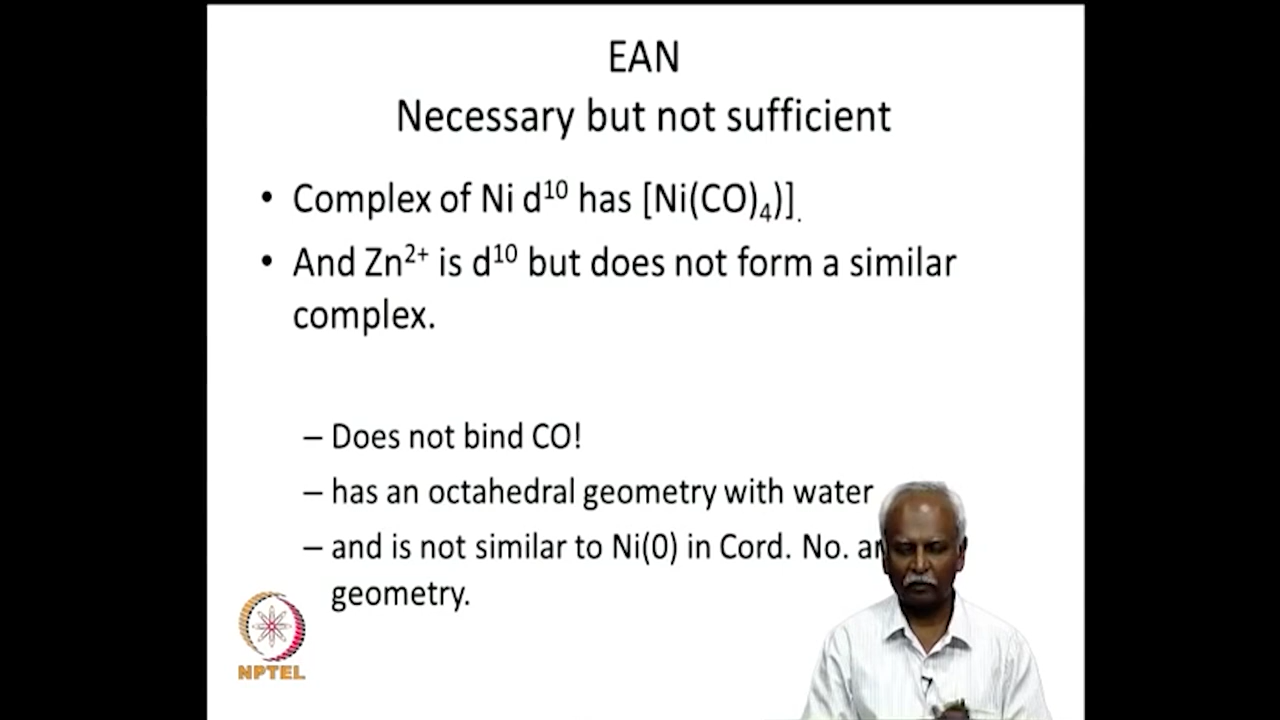 EAN
Necessary but not sufficient
• Complex of Ni d¹⁰ has [Ni(CO)₄)].
• And Zn²⁺ is d¹⁰ but does not form a similar
complex.
– Does not bind CO!
– has an octahedral geometry with water
– and is not similar to Ni(0) in Cord. No.
geometry.
NPTEL